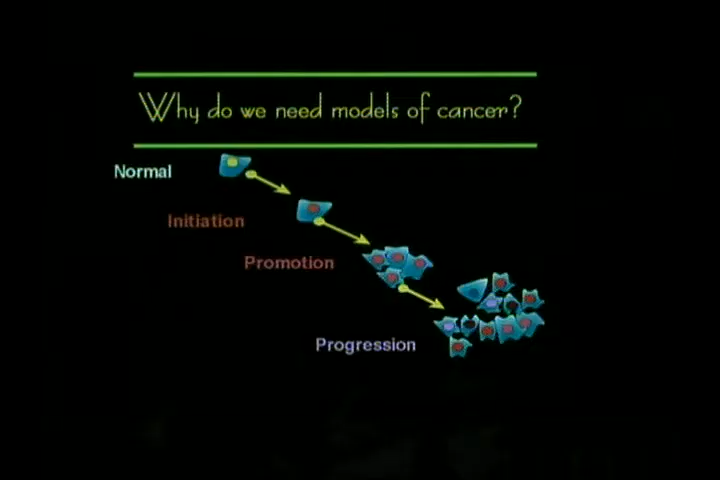 Why do we need models of cancer?
Normal
Initiation
Promotion
Progression